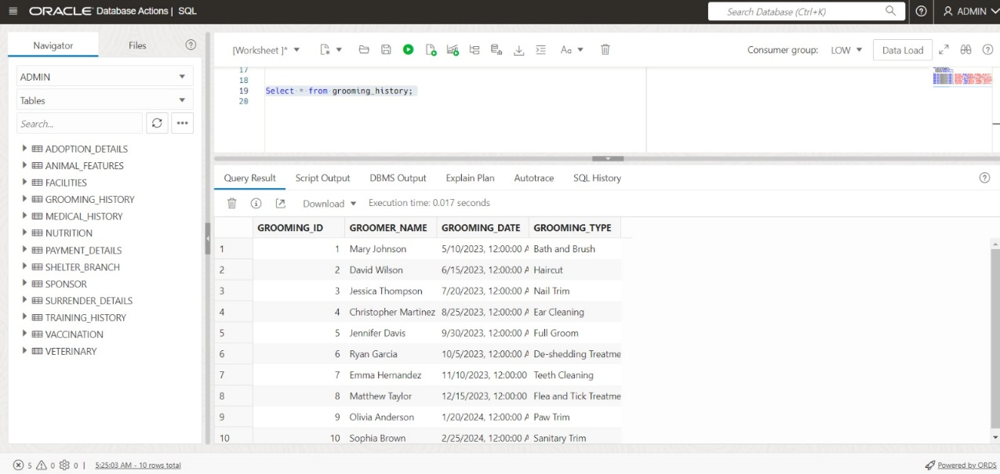 ORACLE Database Actions | SQL
Search Database (Ctrl+K)
ADMIN
Navigator
Files
[Worksheet ]*
Aa
Consumer group: LOW
Data Load
ADMIN
Tables
Search...
ADOPTION_DETAILS
ANIMAL_FEATURES
FACILITIES
GROOMING_HISTORY
MEDICAL_HISTORY
NUTRITION
PAYMENT_DETAILS
SHELTER_BRANCH
SPONSOR
SURRENDER_DETAILS
TRAINING_HISTORY
VACCINATION
VETERINARY
17
18
19 Select * from grooming_history;
20
Query Result Script Output DBMS Output Explain Plan Autotrace SQL History
Download Execution time: 0.017 seconds
GROOMING_ID GROOMER_NAME GROOMING_DATE GROOMING_TYPE
1 1 Mary Johnson 5/10/2023, 12:00:00 A Bath and Brush
2 2 David Wilson 6/15/2023, 12:00:00 A Haircut
3 3 Jessica Thompson 7/20/2023, 12:00:00 A Nail Trim
4 4 Christopher Martinez 8/25/2023, 12:00:00 A Ear Cleaning
5 5 Jennifer Davis 9/30/2023, 12:00:00 A Full Groom
6 6 Ryan Garcia 10/5/2023, 12:00:00 A De-shedding Treatme
7 7 Emma Hernandez 11/10/2023, 12:00:00 Teeth Cleaning
8 8 Matthew Taylor 12/15/2023, 12:00:00 Flea and Tick Treatme
9 9 Olivia Anderson 1/20/2024, 12:00:00 A Paw Trim
10 10 Sophia Brown 2/25/2024, 12:00:00 A Sanitary Trim
5 0 0 | 5:25:03 AM - 10 rows total
Powered by ORDS